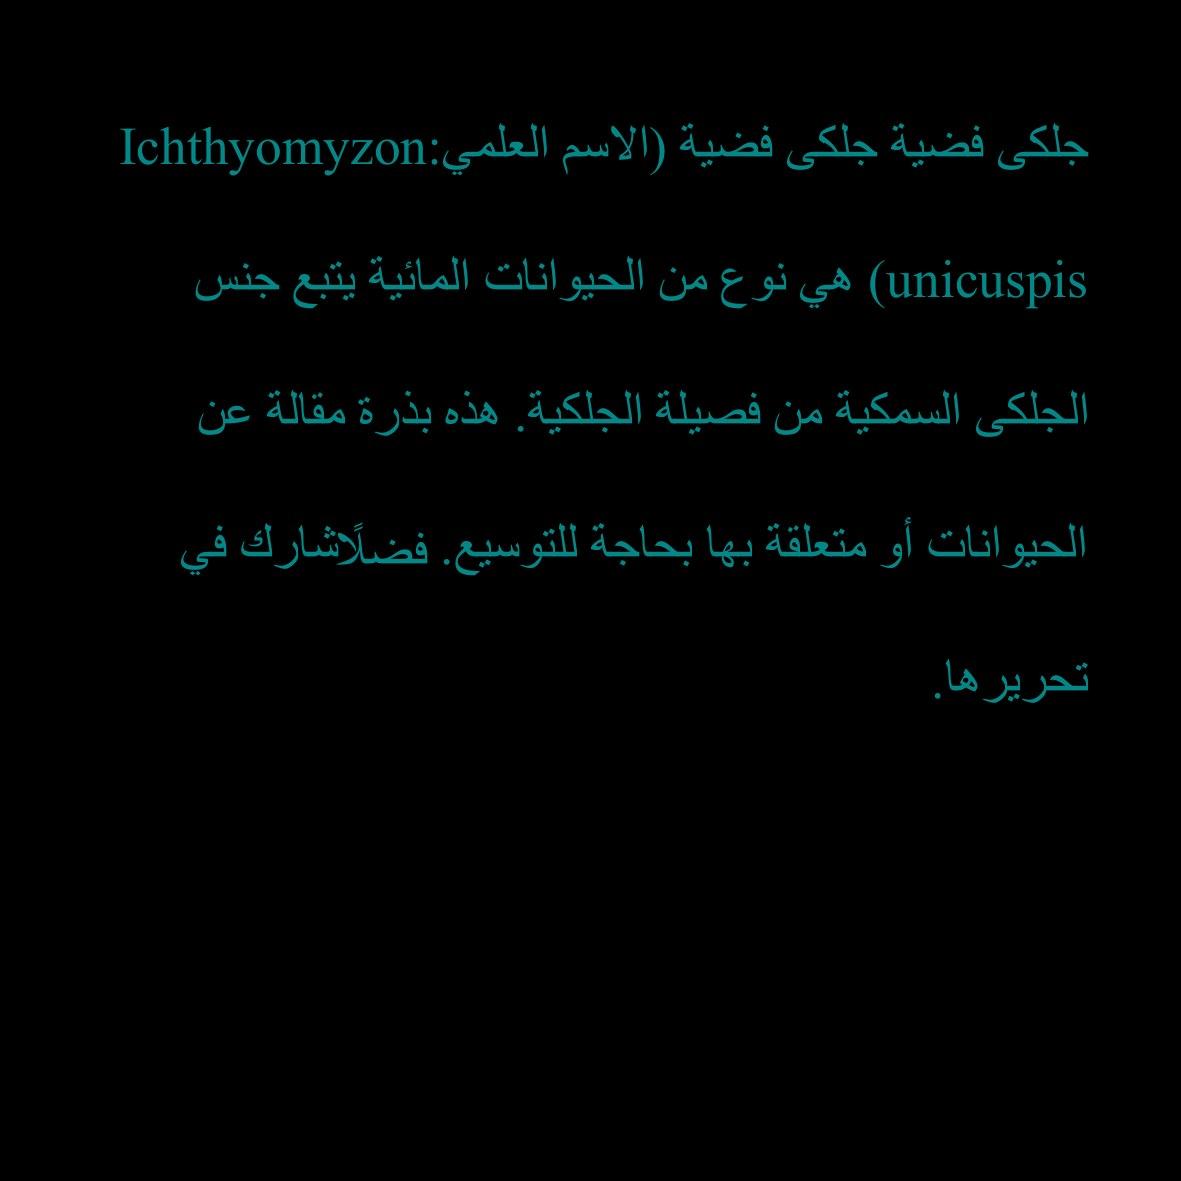 جلكى فضية جلكى فضية (الاسم العلمي:Ichthyomyzon
unicuspis) هي نوع من الحيوانات المائية يتبع جنس
الجلكى السمكية من فصيلة الجلكية. هذه بذرة مقالة عن
الحيوانات أو متعلقة بها بحاجة للتوسيع. فضلًاشارك في
تحريرها.